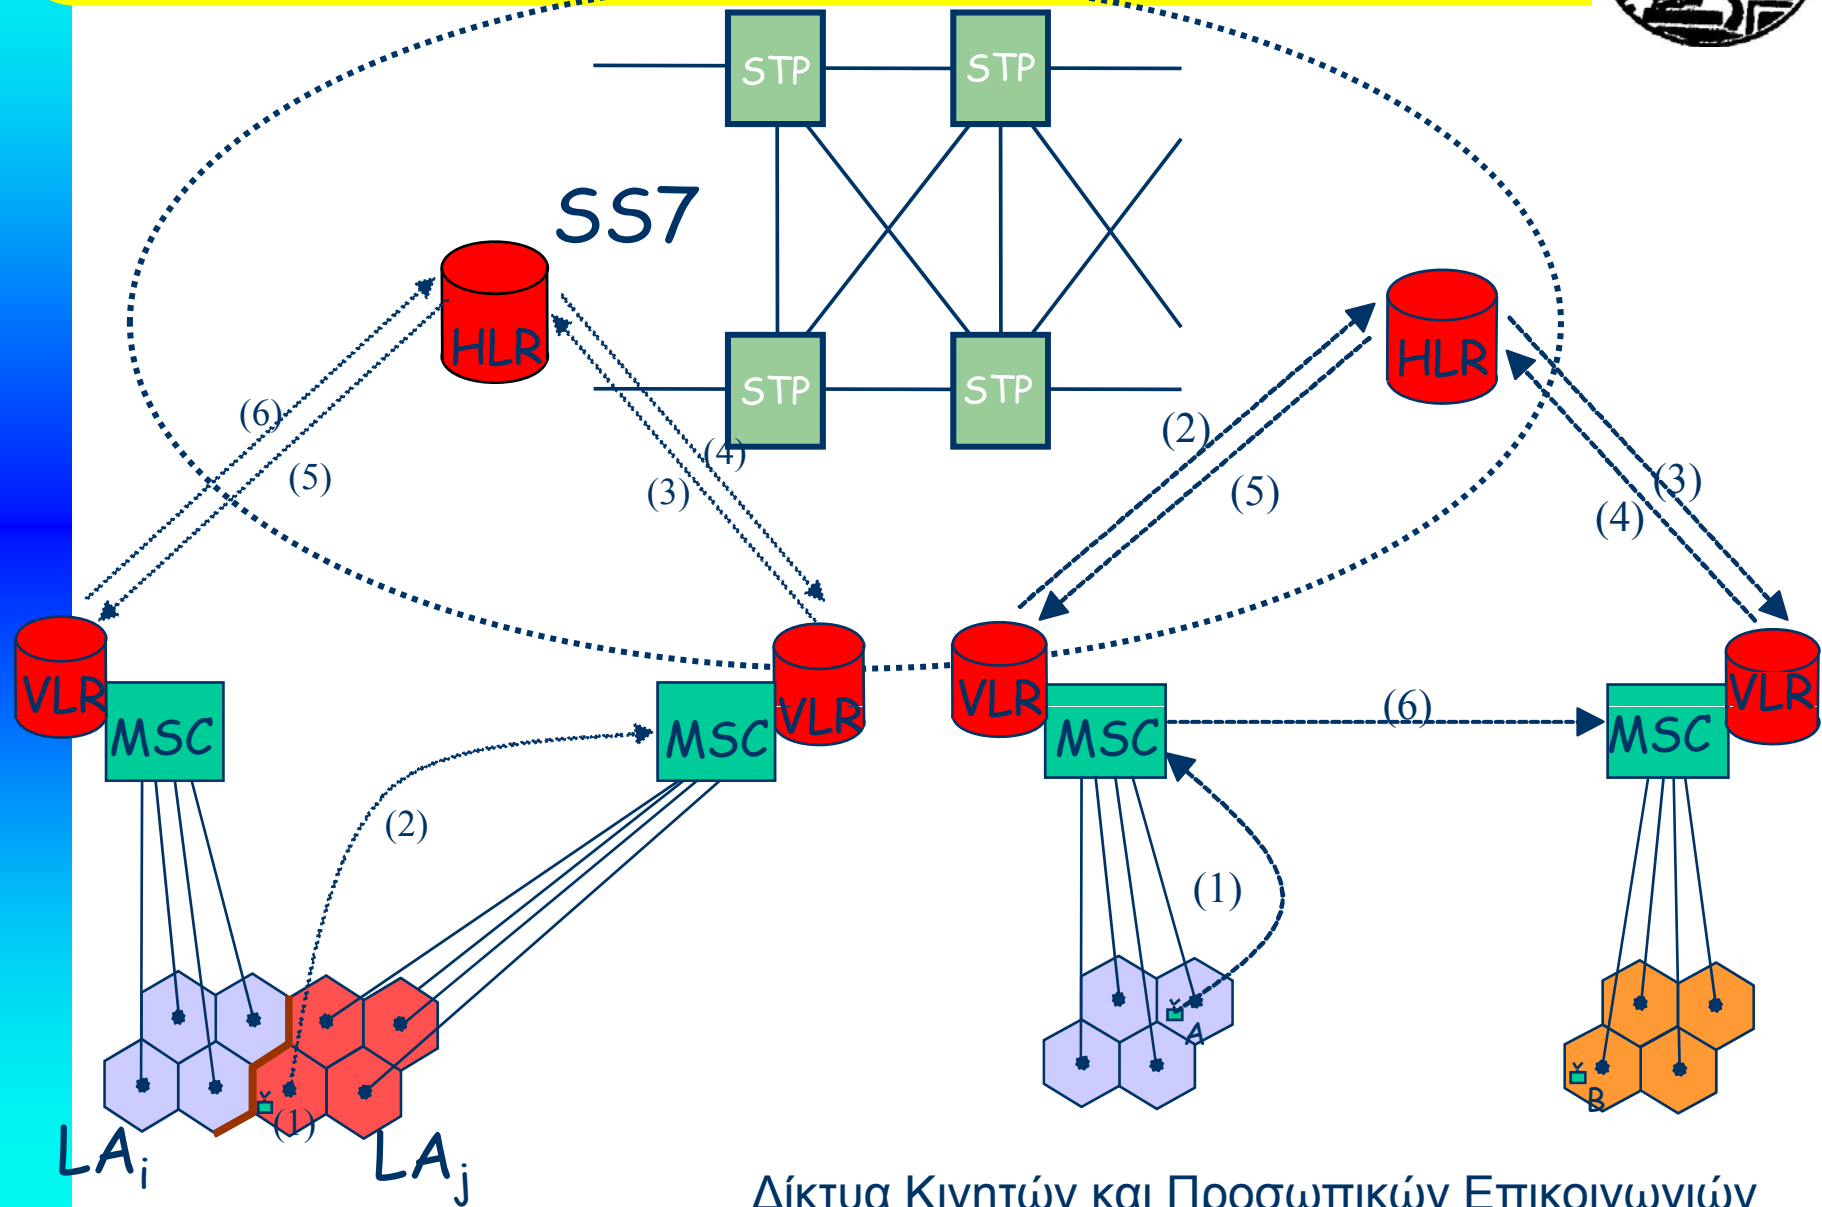 STP
STP
SS7
HLR
HLR
STP
STP
(6)
(2)
(4)
(5)
(3)
(5)
(3)
(4)
VLR
MSC
MSC
VLR
VLR
MSC
(6)
MSC
VLR
(2)
(1)
A
B
(1)
LAi
LAj
Δίκτυα Κινητών και Προσωπικών Επικοινωνιών